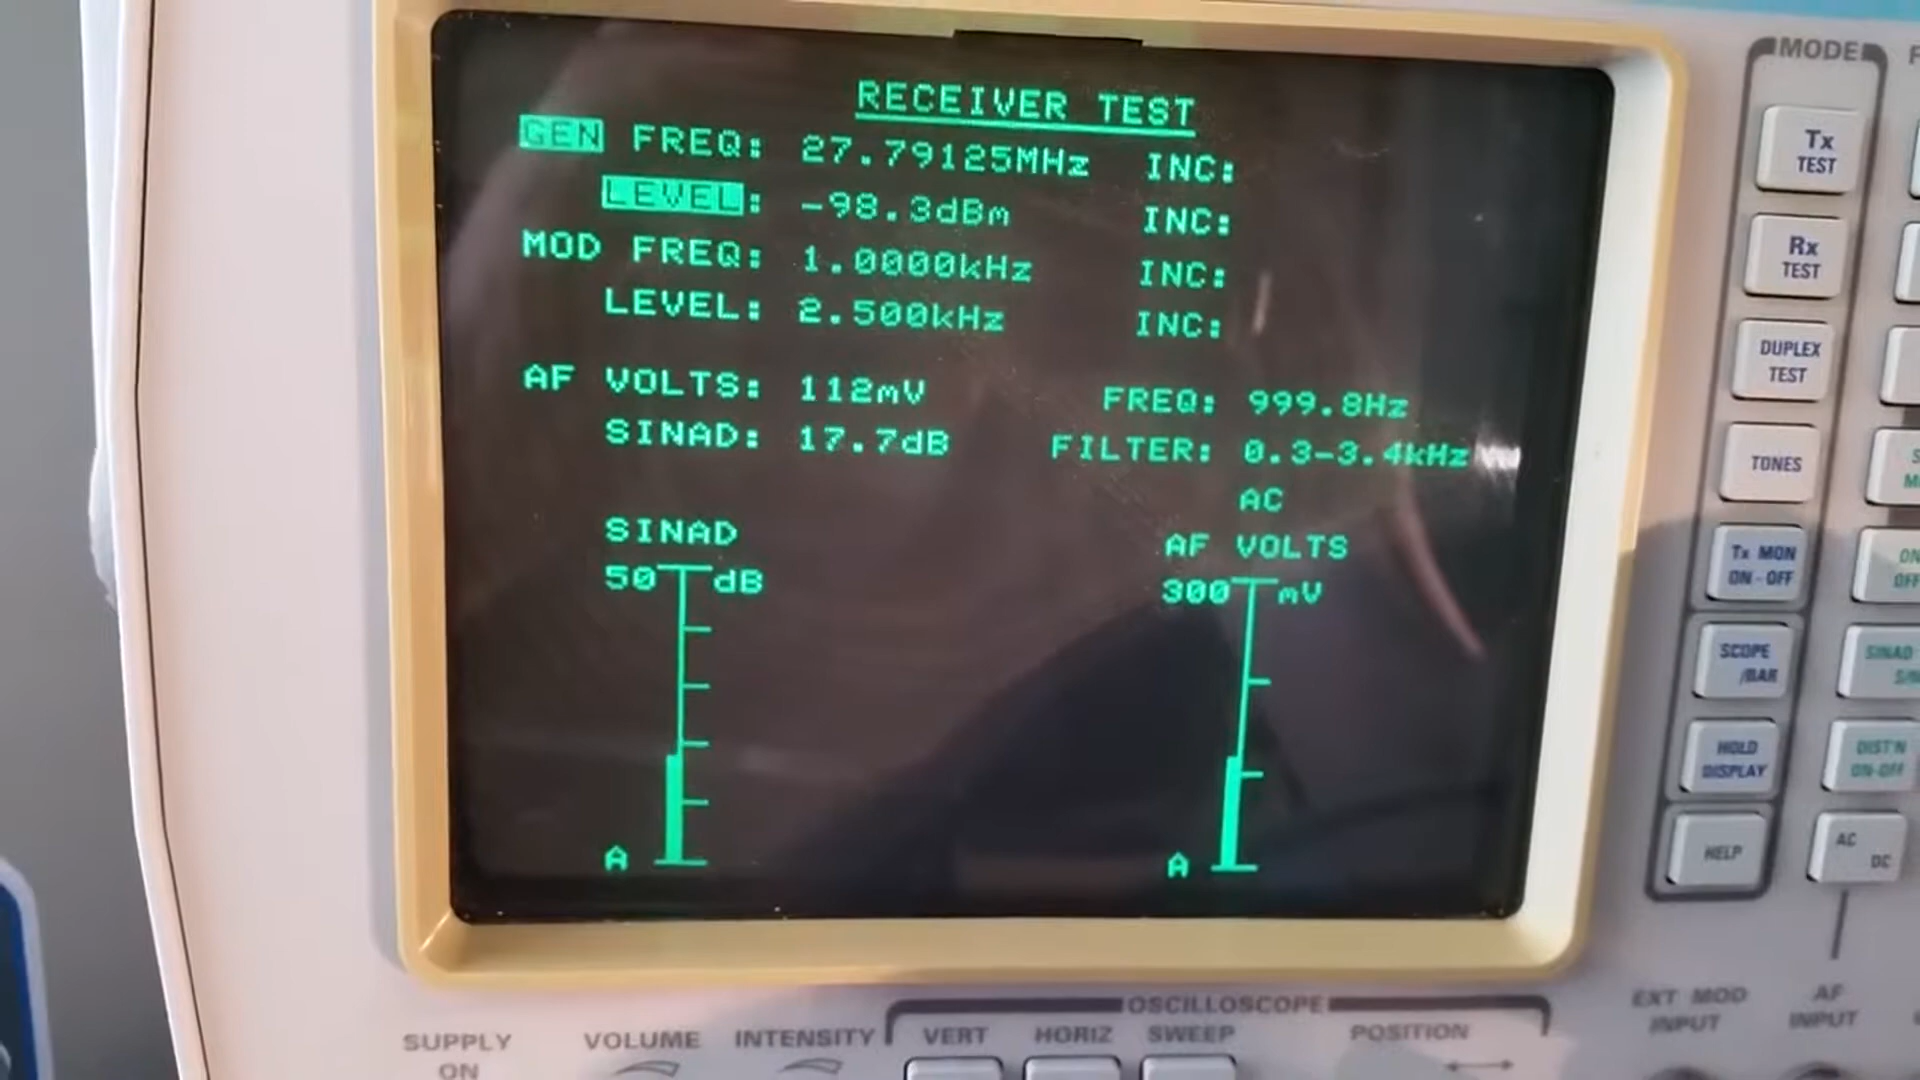 RECEIVER TEST
GEN FREQ: 27.79125MHz INC:
LEVEL: -98.3dBm INC:
MOD FREQ: 1.0000kHz INC:
LEVEL: 2.500kHz INC:
AF VOLTS: 112mV FREQ: 999.8Hz
SINAD: 17.7dB FILTER: 0.3-3.4kHz
AC
SINAD AF VOLTS
50 dB 300 mV
A A
MODE
Tx
TEST
Rx
TEST
DUPLEX
TEST
TONES
Tx MON
ON-OFF
SCOPE
/BAR
HOLD
DISPLAY
HELP
SINAD
DIST'N
ON-OFF
AC
DC
OSCILLOSCOPE
SUPPLY
ON
VOLUME
INTENSITY
VERT
HORIZ
SWEEP
POSITION
EXT MOD
INPUT
AF
INPUT